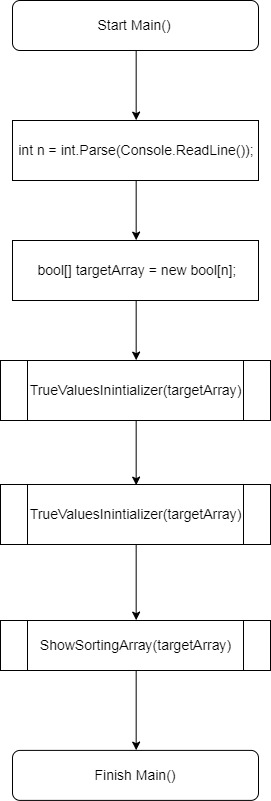 Start Main()
int n = int.Parse(Console.ReadLine());
bool[] targetArray = new bool[n];
TrueValuesInintializer(targetArray)
TrueValuesInintializer(targetArray)
ShowSortingArray(targetArray)
Finish Main()